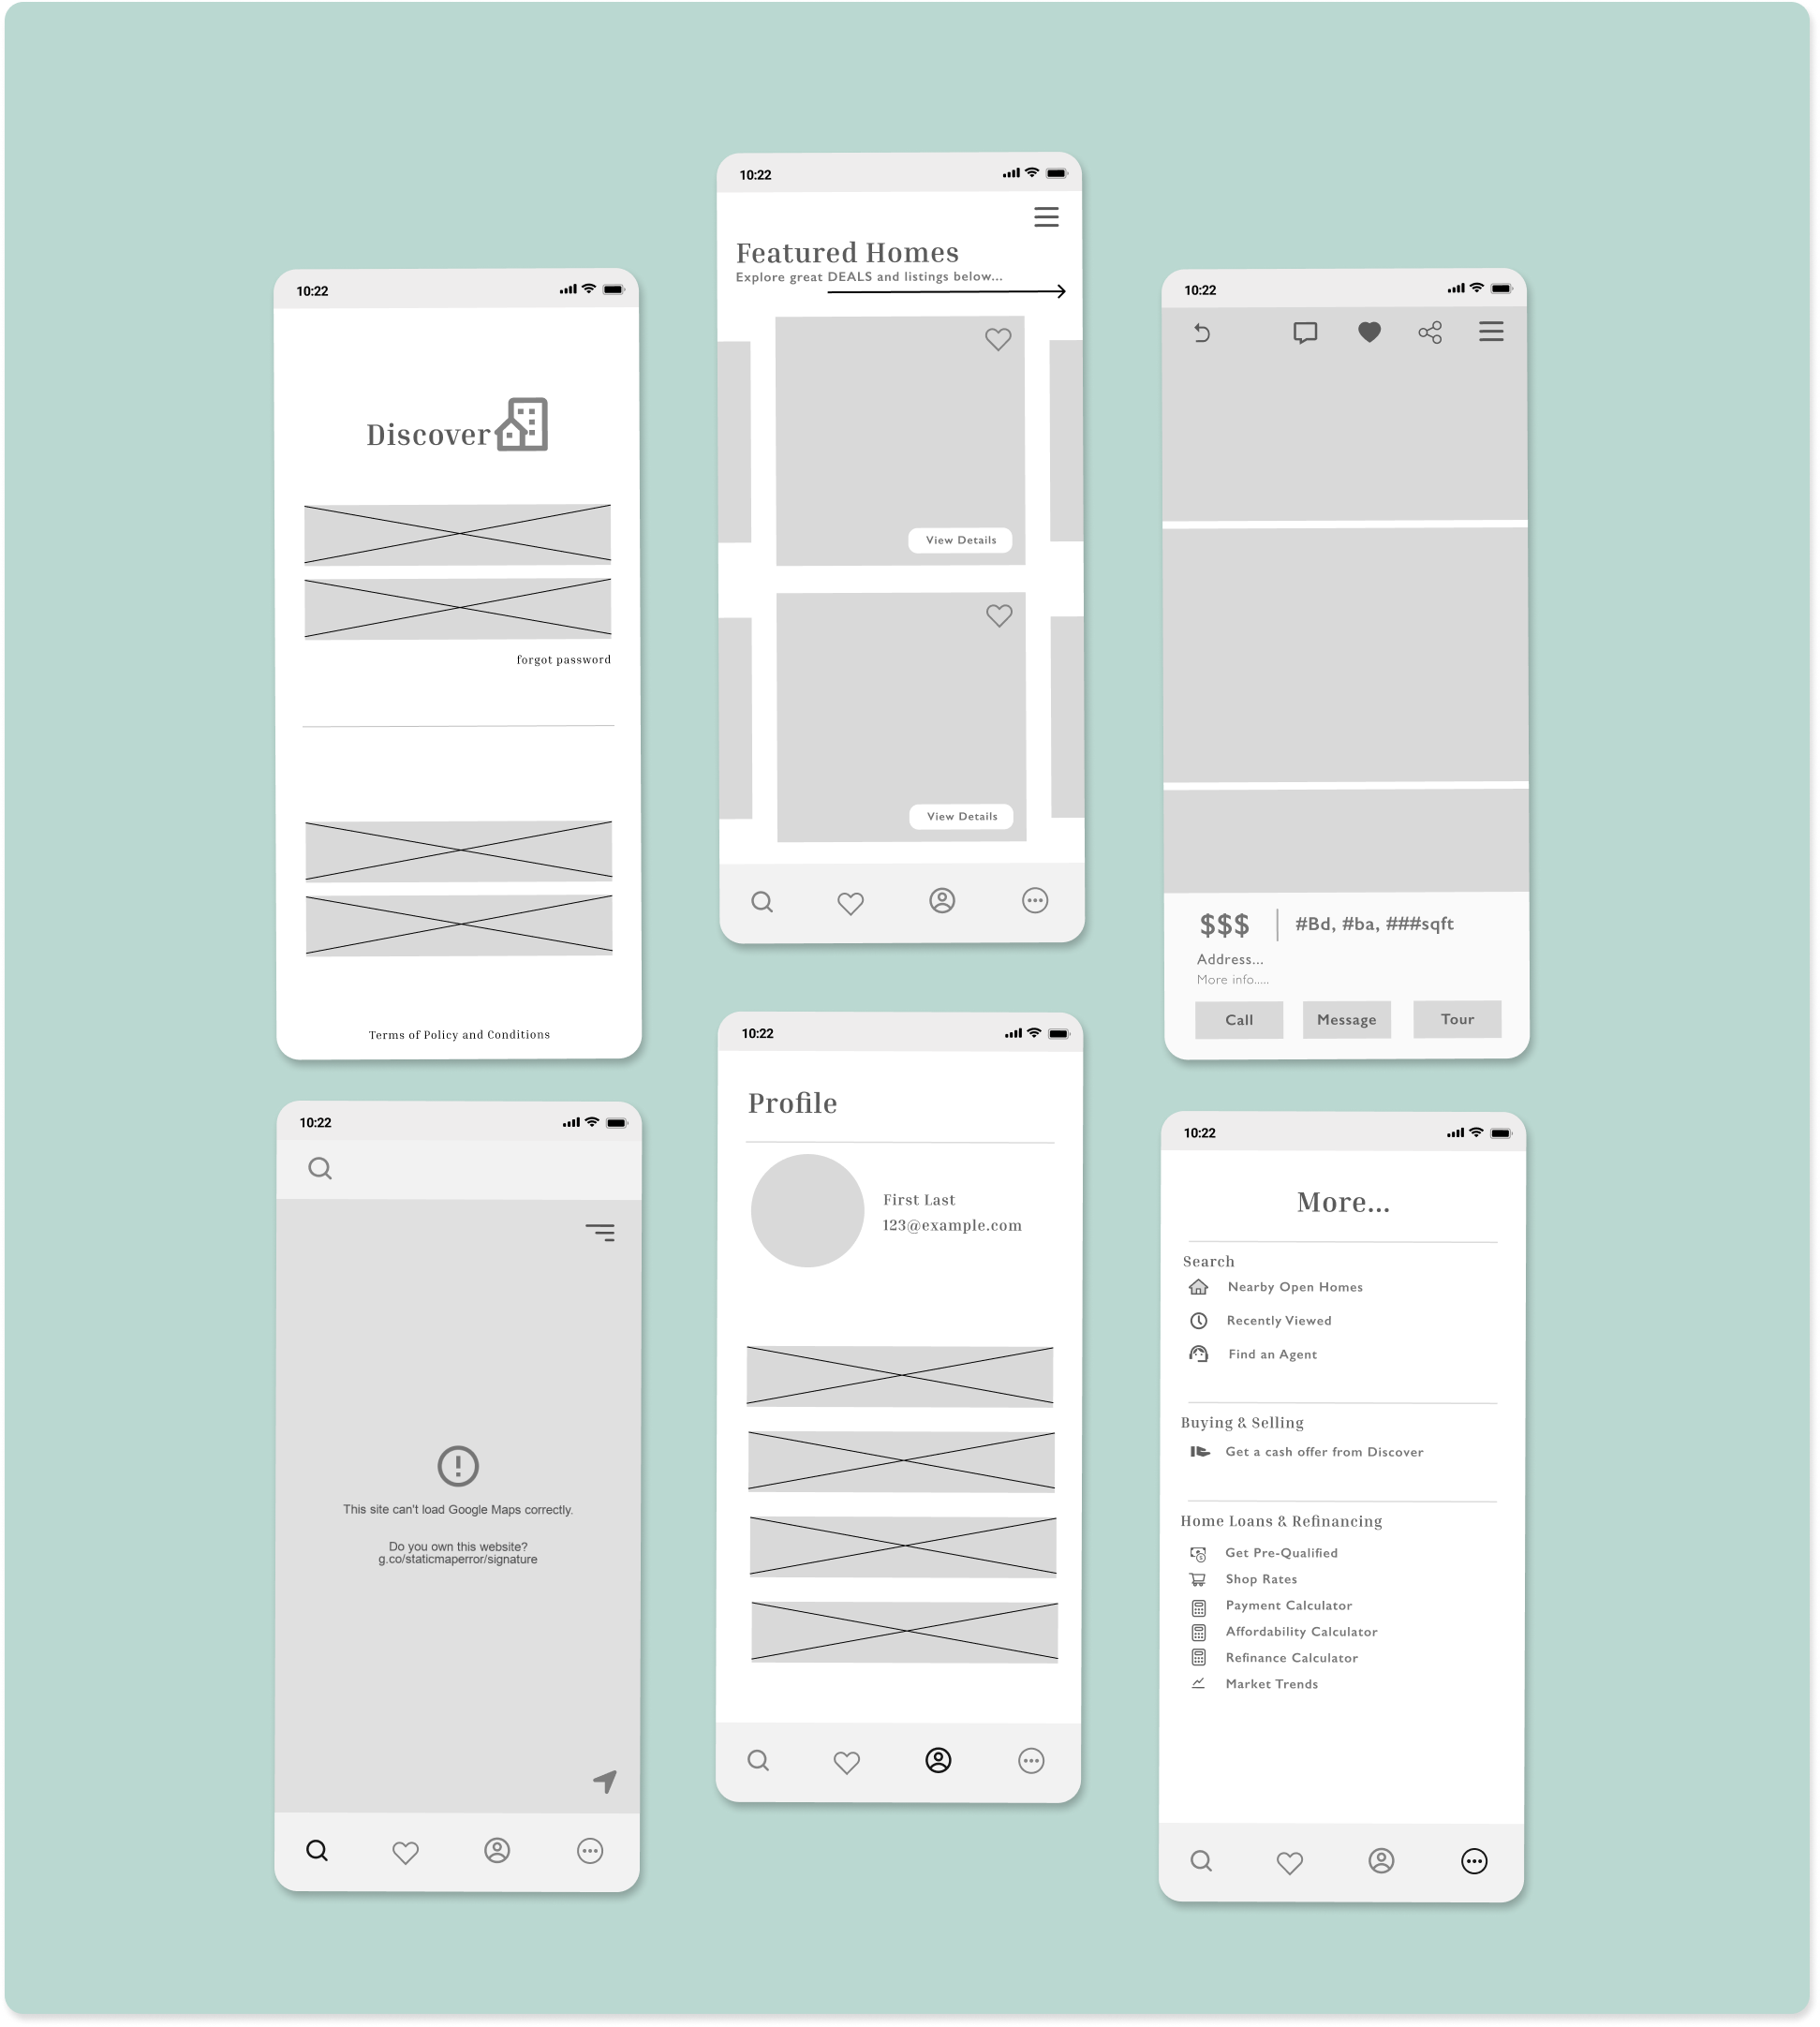 10:22
Discover
forgot password
Terms of Policy and Conditions
10:22
Featured Homes
Explore great DEALS and listings below...
View Details
View Details
10:22
$$$
#Bd, #ba, ###sqft
Address...
More info.....
Call
Message
Tour
10:22
This site can't load Google Maps correctly.
Do you own this website?
g.co/staticmaperror/signature
10:22
Profile
First Last
123@example.com
10:22
More...
Search
Nearby Open Homes
Recently Viewed
Find an Agent
Buying & Selling
Get a cash offer from Discover
Home Loans & Refinancing
Get Pre-Qualified
Shop Rates
Payment Calculator
Affordability Calculator
Refinance Calculator
Market Trends